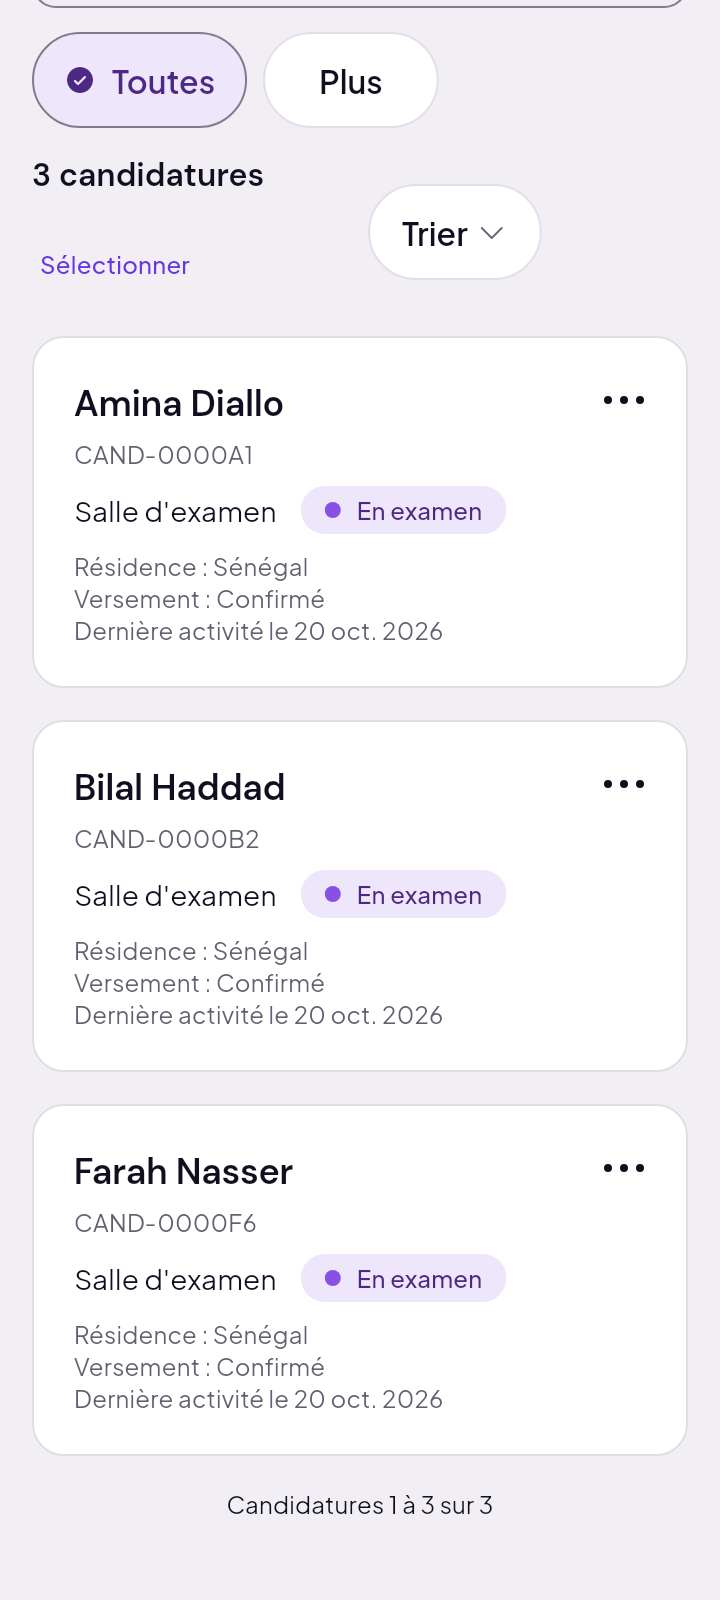 Toutes
Plus
3 candidatures
Trier
Sélectionner
Amina Diallo
CAND-0000A1
Salle d'examen
En examen
Résidence : Sénégal
Versement : Confirmé
Dernière activité le 20 oct. 2026
Bilal Haddad
CAND-0000B2
Salle d'examen
En examen
Résidence : Sénégal
Versement : Confirmé
Dernière activité le 20 oct. 2026
Farah Nasser
CAND-0000F6
Salle d'examen
En examen
Résidence : Sénégal
Versement : Confirmé
Dernière activité le 20 oct. 2026
Candidatures 1 à 3 sur 3